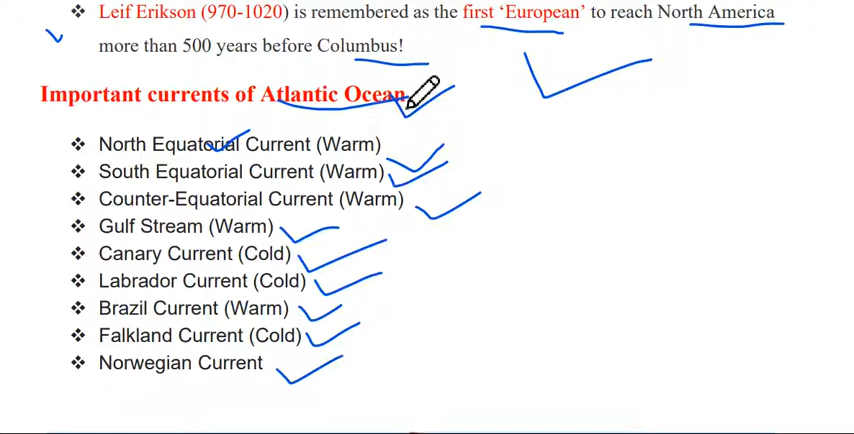 ❖ Leif Erikson (970-1020) is remembered as the first ‘European’ to reach North America
more than 500 years before Columbus!
Important currents of Atlantic Ocean
❖ North Equatorial Current (Warm)
❖ South Equatorial Current (Warm)
❖ Counter-Equatorial Current (Warm)
❖ Gulf Stream (Warm)
❖ Canary Current (Cold)
❖ Labrador Current (Cold)
❖ Brazil Current (Warm)
❖ Falkland Current (Cold)
❖ Norwegian Current